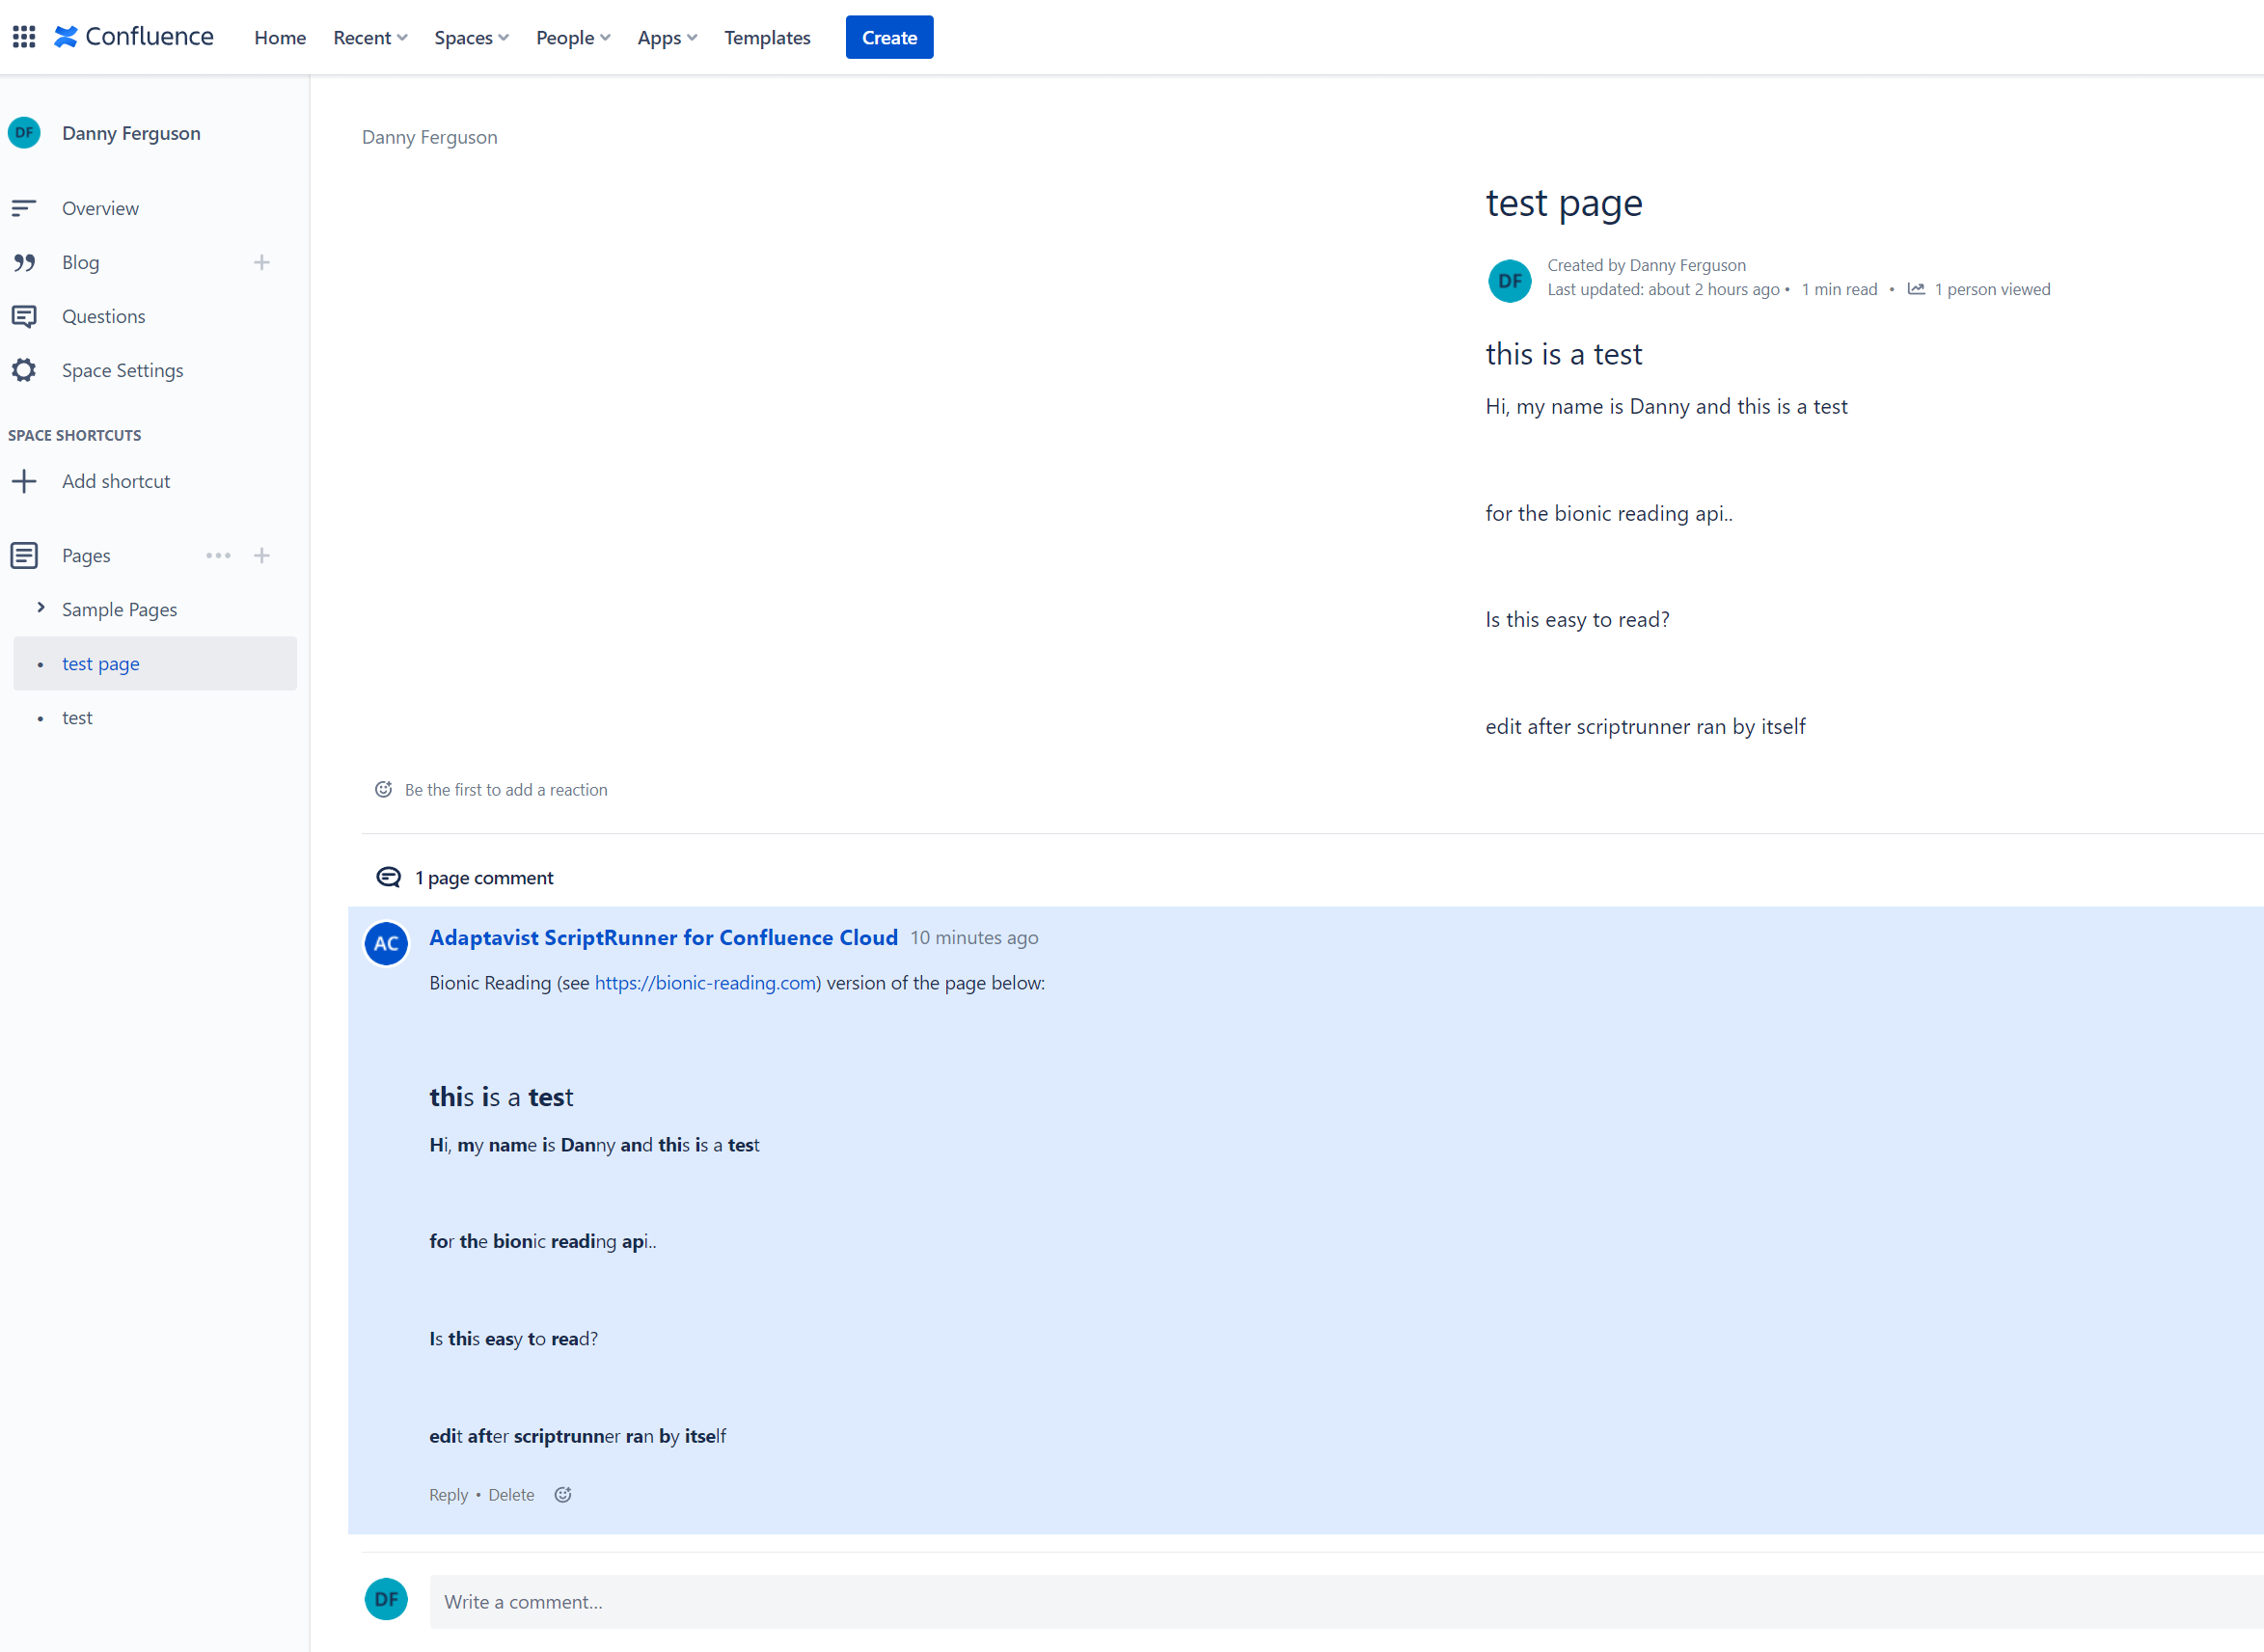 Confluence
Home Recent Spaces People Apps Templates Create
DF Danny Ferguson
Overview
Blog
Questions
Space Settings
SPACE SHORTCUTS
Add shortcut
Pages
Sample Pages
test page
test
Danny Ferguson
test page
DF
Created by Danny Ferguson
Last updated: about 2 hours ago • 1 min read • 1 person viewed
this is a test
Hi, my name is Danny and this is a test
for the bionic reading api..
Is this easy to read?
edit after scriptrunner ran by itself
Be the first to add a reaction
1 page comment
AC Adaptavist ScriptRunner for Confluence Cloud 10 minutes ago
Bionic Reading (see https://bionic-reading.com) version of the page below:
this is a test
Hi, my name is Danny and this is a test
for the bionic reading api..
Is this easy to read?
edit after scriptrunner ran by itself
Reply • Delete
DF Write a comment...